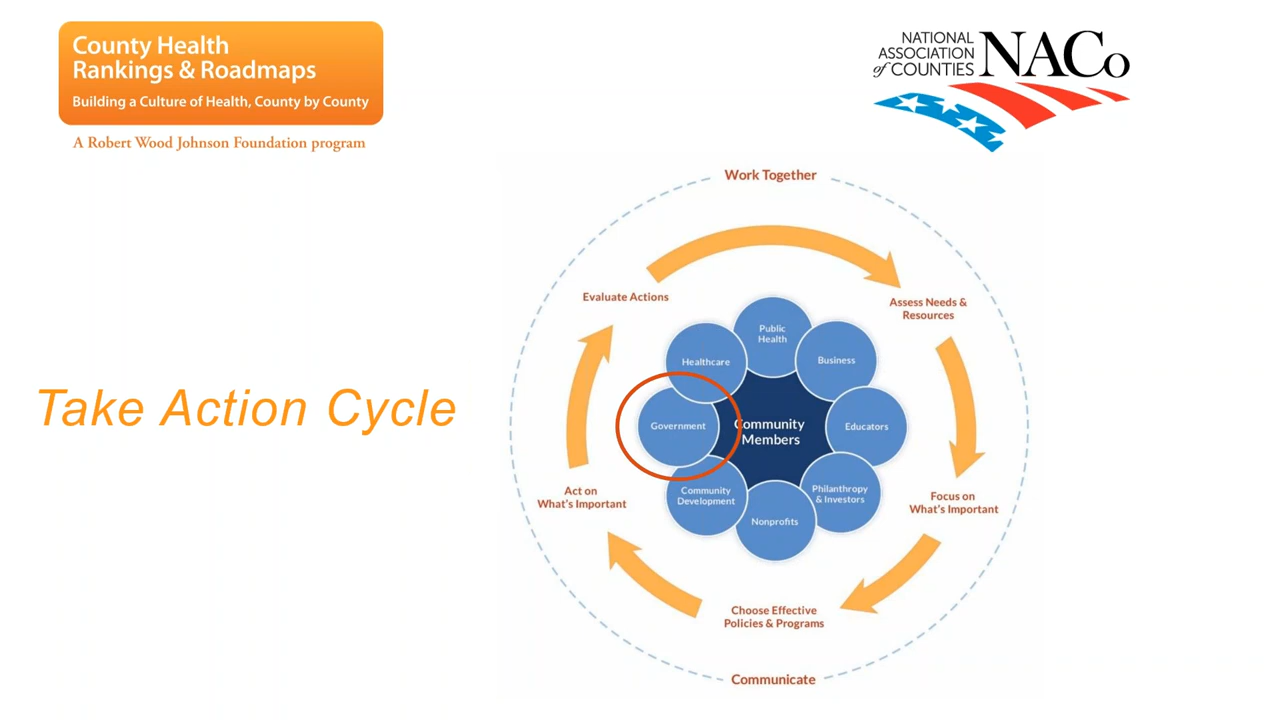 County Health
Rankings & Roadmaps
Building a Culture of Health, County by County
A Robert Wood Johnson Foundation program
NATIONAL
ASSOCIATION
of COUNTIES
NACo
Take Action Cycle
Work Together
Evaluate Actions
Assess Needs &
Resources
Public
Health
Healthcare
Business
Government
Community
Members
Educators
Community
Development
Philanthropy
& Investors
Nonprofits
Act on
What's Important
Focus on
What's Important
Choose Effective
Policies & Programs
Communicate